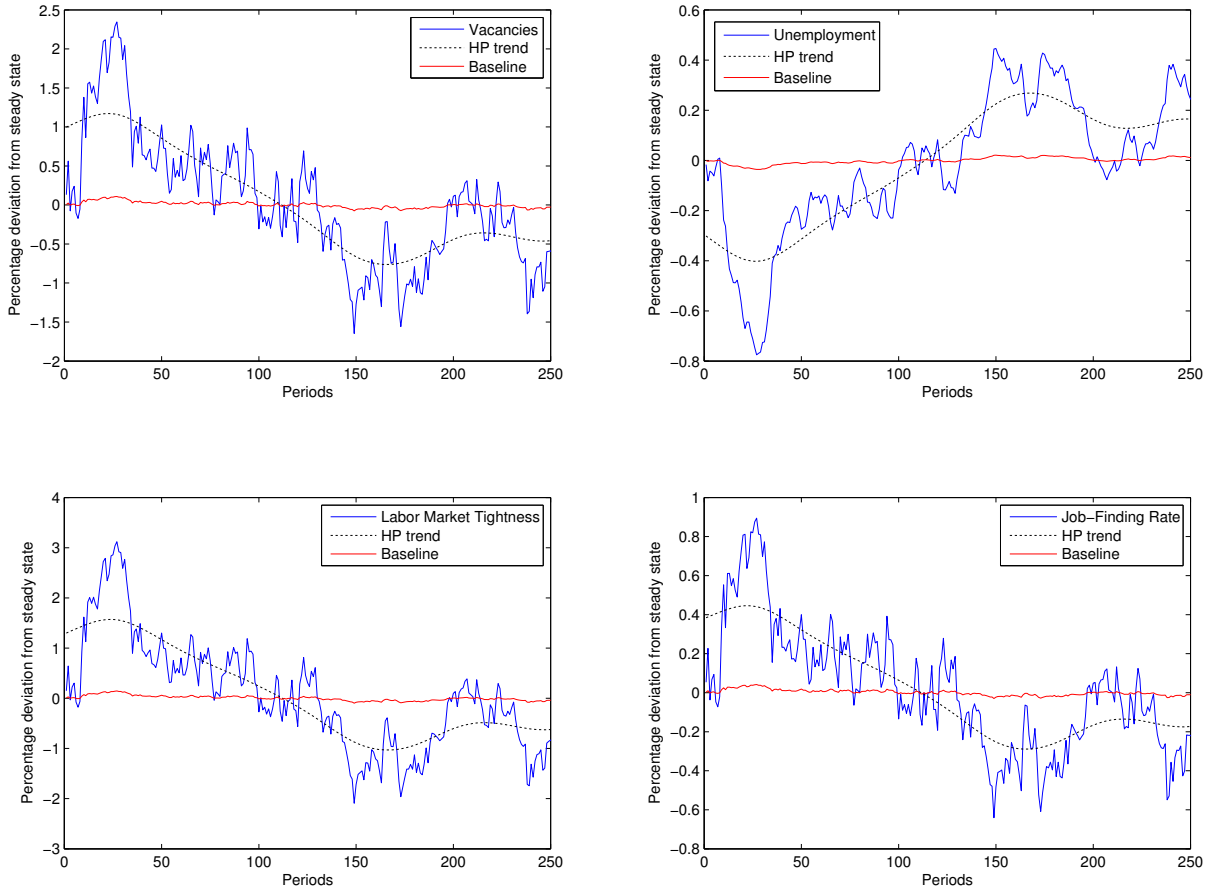 Percentage deviation from steady state
2.5
2
1.5
1
0.5
0
−0.5
−1
−1.5
−2
Vacancies
HP trend
Baseline
0 50 100 150 200 250
Periods
Percentage deviation from steady state
0.6
0.4
0.2
0
−0.2
−0.4
−0.6
−0.8
Unemployment
HP trend
Baseline
0 50 100 150 200 250
Periods
Percentage deviation from steady state
4
3
2
1
0
−1
−2
−3
Labor Market Tightness
HP trend
Baseline
0 50 100 150 200 250
Periods
Percentage deviation from steady state
1
0.8
0.6
0.4
0.2
0
−0.2
−0.4
−0.6
−0.8
Job−Finding Rate
HP trend
Baseline
0 50 100 150 200 250
Periods